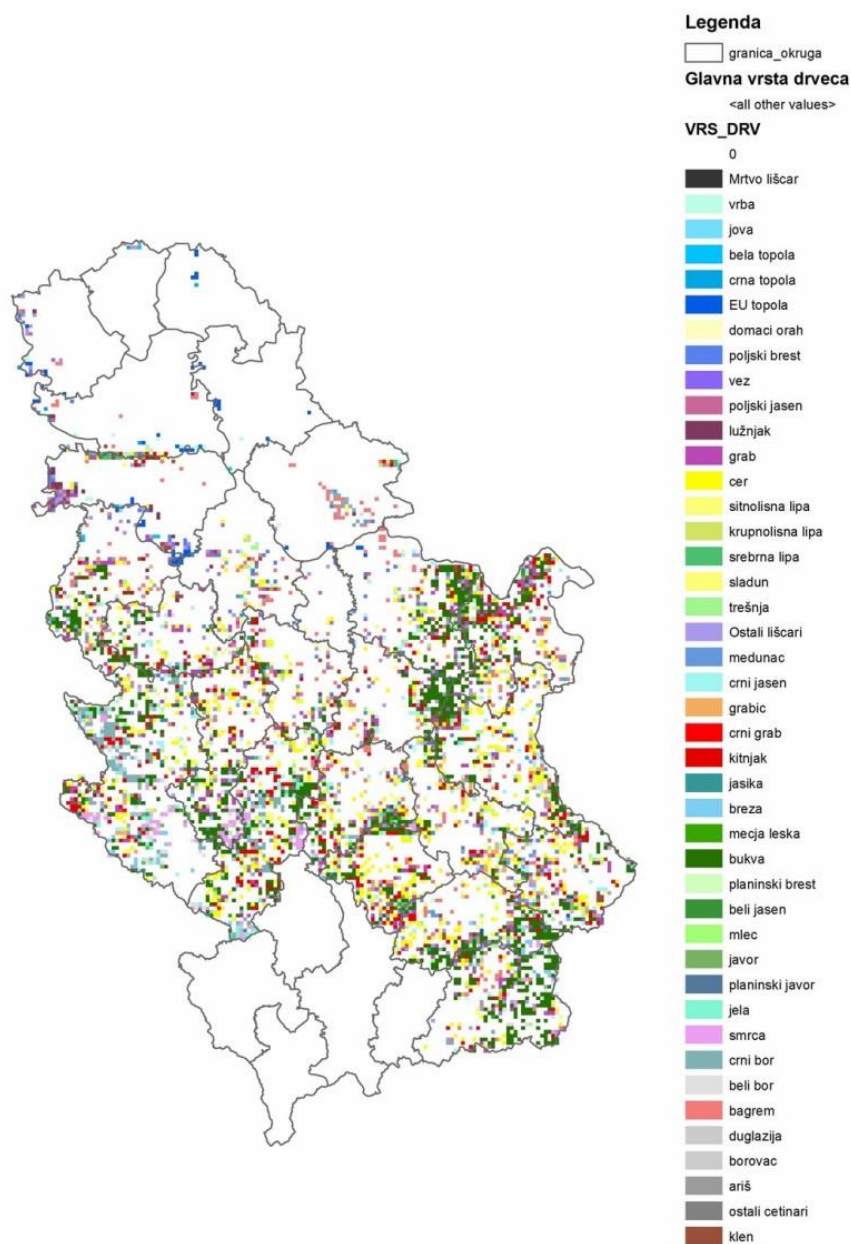 Legenda
granica_okruga
Glavna vrsta drveca
<all other values>
VRS_DRV
0
Mrtvo lišcar
vrba
jova
bela topola
crna topola
EU topola
domaci orah
poljski brest
vez
poljski jasen
lužnjak
grab
cer
sitnolisna lipa
krupnolisna lipa
srebrna lipa
sladun
trešnja
Ostali lišcari
medunac
crni jasen
grabic
crni grab
kitnjak
jasika
breza
mecja leska
bukva
planinski brest
beli jasen
mlec
javor
planinski javor
jela
smrca
crni bor
beli bor
bagrem
duglazija
borovac
ariš
ostali cetinari
klen